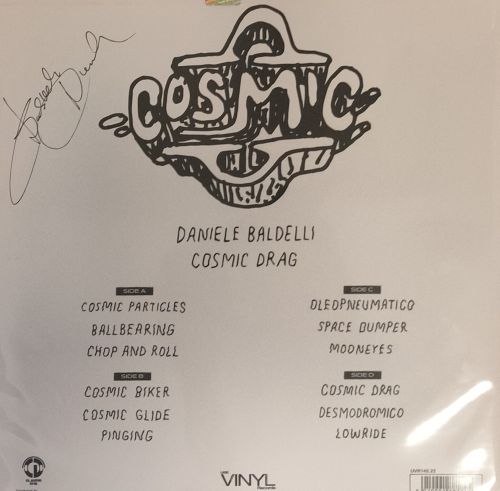 COSMIC
DANIELE BALDELLI
COSMIC DRAG
SIDE A
COSMIC PARTICLES
BALLBEARING
CHOP AND ROLL
SIDE B
COSMIC BIKER
COSMIC GLIDE
PINGING
SIDE C
OLEOPNEUMATICO
SPACE BUMPER
MOONEYES
SIDE D
COSMIC DRAG
DESMODROMICO
LOWRIDE
VINYL